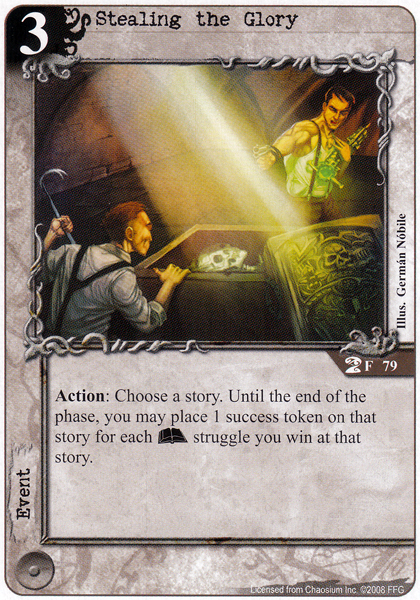 3
Stealing the Glory
Illus. Germán Nóbile
F 79
Action: Choose a story. Until the end of the
phase, you may place 1 success token on that
story for each struggle you win at that
story.
Event
Licensed from Chaosium Inc. ©2008 FFG